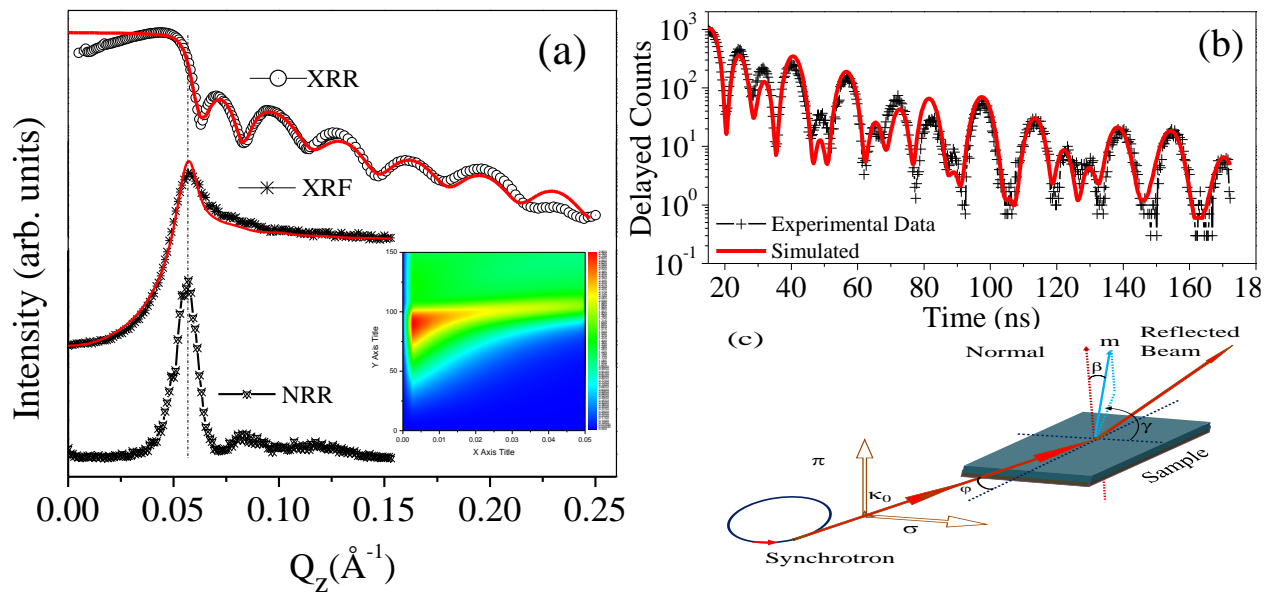 (a)
XRR
XRF
NRR
Intensity (arb. units)
150
100
50
0
Y Axis Title
0.00 0.01 0.02 0.03 0.04 0.05
X Axis Title
0.00 0.05 0.10 0.15 0.20 0.25
Q_z(Å⁻¹)
(b)
10³
10²
10¹
10⁰
10⁻¹
Delayed Counts
Experimental Data
Simulated
20 40 60 80 100 120 140 160 18
Time (ns)
(c)
Normal
m
Reflected
Beam
β
γ
Sample
φ
π
κ₀
σ
Synchrotron